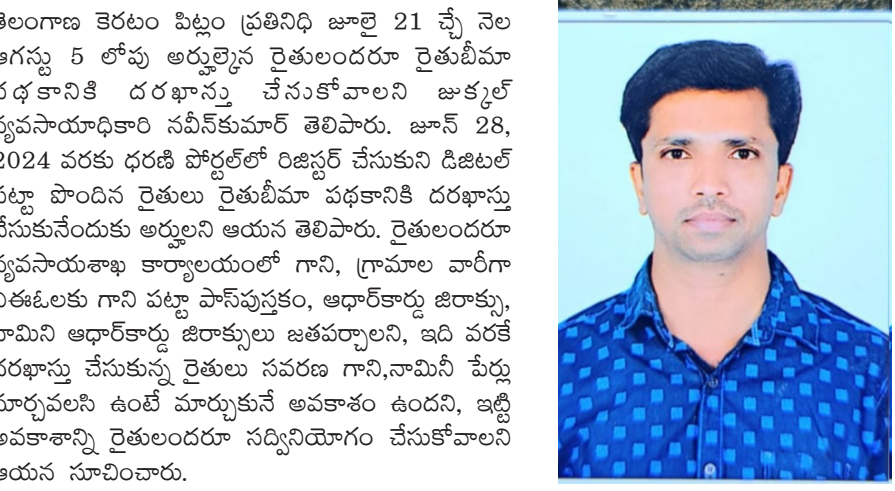 తెలంగాణ కెరటం పిట్లం ప్రతినిధి జూలై 21 చ్చే నెల
ఆగస్టు 5 లోపు అర్హుల్కైన రైతులందరూ రైతుబీమా
పథకానికి దరఖాస్తు చేసుకోవాలని జుక్కల్
వ్యవసాయాధికారి నవీన్‌కుమార్ తెలిపారు. జూన్ 28,
2024 వరకు ధరణి పోర్టల్‌లో రిజిస్టర్ చేసుకుని డిజిటల్
పట్టా పొందిన రైతులు రైతుబీమా పథకానికి దరఖాస్తు
చేసుకునేందుకు అర్హులని ఆయన తెలిపారు. రైతులందరూ
వ్యవసాయశాఖ కార్యాలయంలో గాని, గ్రామాల వారీగా
ఏఈఓలకు గాని పట్టా పాస్‌పుస్తకం, ఆధార్‌కార్డు జిరాక్సు,
నామిని ఆధార్‌కార్డు జిరాక్సులు జతపర్చాలని, ఇది వరకే
దరఖాస్తు చేసుకున్న రైతులు సవరణ గాని,నామినీ పేర్లు
మార్చవలసి ఉంటే మార్చుకునే అవకాశం ఉందని, ఇట్టి
అవకాశాన్ని రైతులందరూ సద్వినియోగం చేసుకోవాలని
ఆయన సూచించారు.